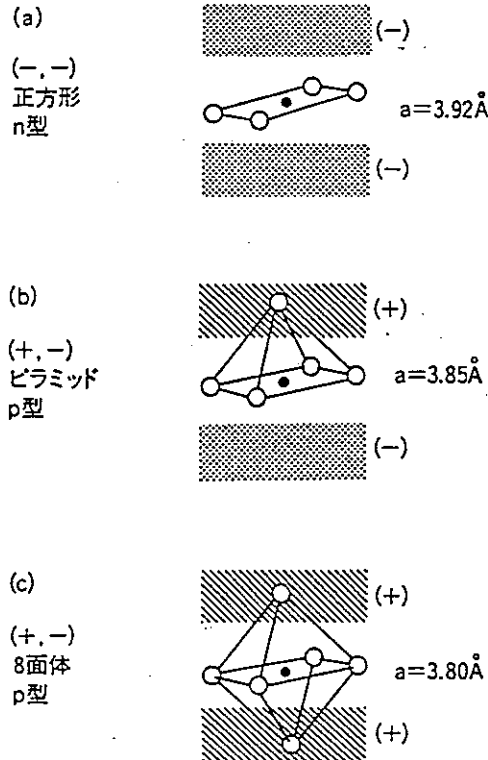 (a)
(−)
(−, −)
正方形
n型
a=3.92Å
(−)
(b)
(+)
(+, −)
ピラミッド
p型
a=3.85Å
(−)
(c)
(+)
(+, −)
8面体
p型
a=3.80Å
(+)